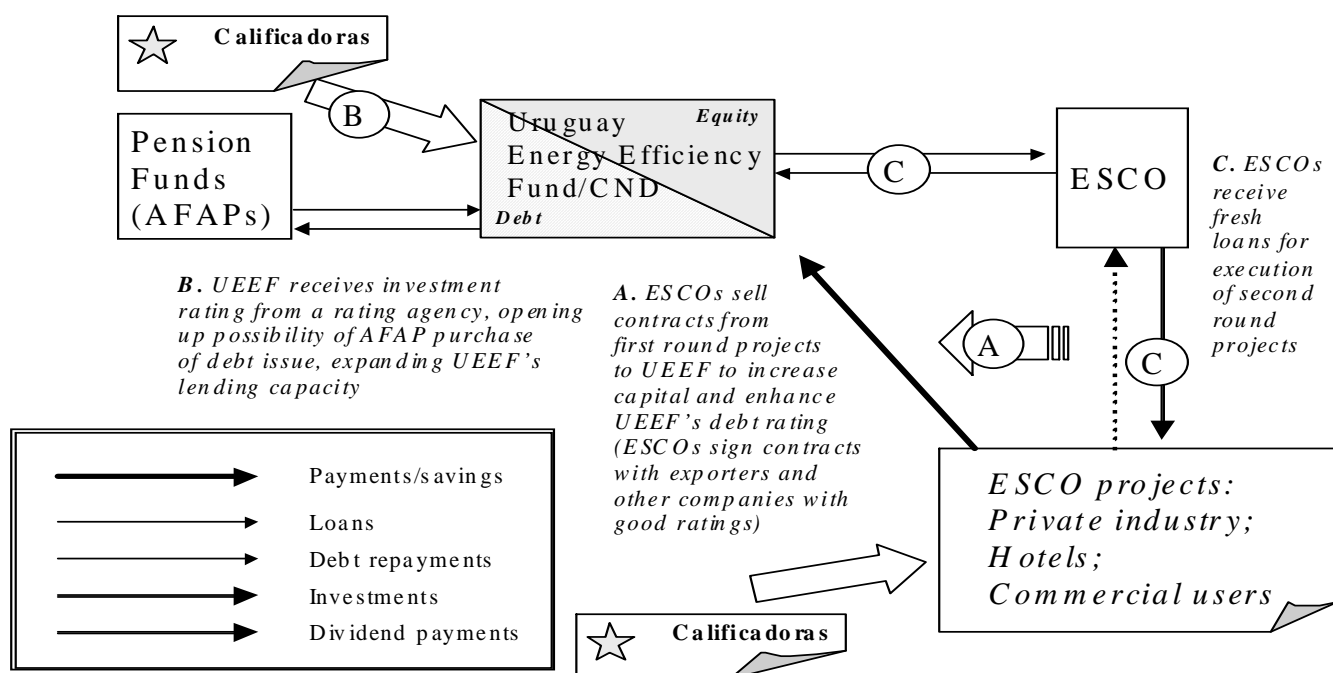 Calificadoras
B
Pension
Funds
(AFAPs)
Uruguay
Energy Efficiency
Fund/CND
Equity
Debt
C
ESCO
C. ESCOs
receive
fresh
loans for
execution
of second
round
projects
B. UEEF receives investment
rating from a rating agency, opening
up possibility of AFAP purchase
of debt issue, expanding UEEF's
lending capacity
A. ESCOs sell
contracts from
first round projects
to UEEF to increase
capital and enhance
UEEF's debt rating
(ESCOs sign contracts
with exporters and
other companies with
good ratings)
A
C
Payments/savings
Loans
Debt repayments
Investments
Dividend payments
ESCO projects:
Private industry;
Hotels;
Commercial users
Calificadoras